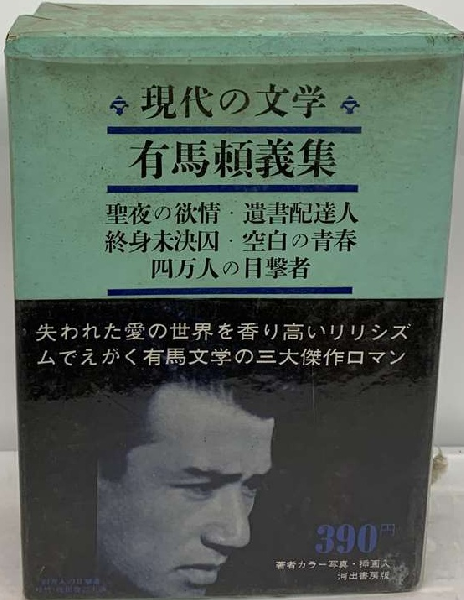 現代の文学
有馬頼義集
聖夜の欲情・遺書配達人
終身未決囚・空白の青春
四万人の目撃者
失われた愛の世界を香り高いリリシズ
ムでえがく有馬文学の三大傑作ロマン
390円
著者カラー写真・挿画入
河出書房版